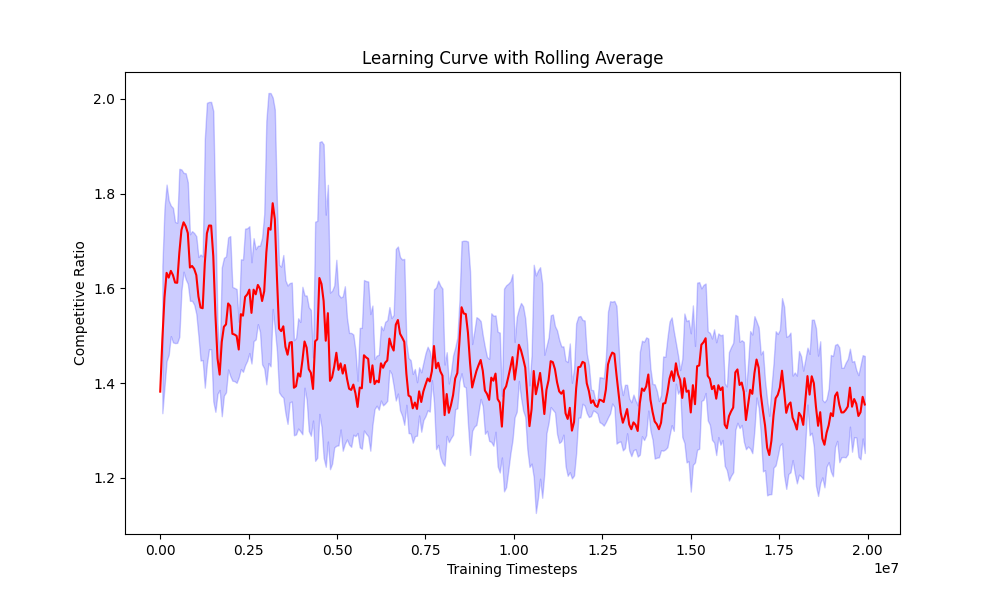 Learning Curve with Rolling Average
Competitive Ratio
2.0
1.8
1.6
1.4
1.2
0.00 0.25 0.50 0.75 1.00 1.25 1.50 1.75 2.00
1e7
Training Timesteps